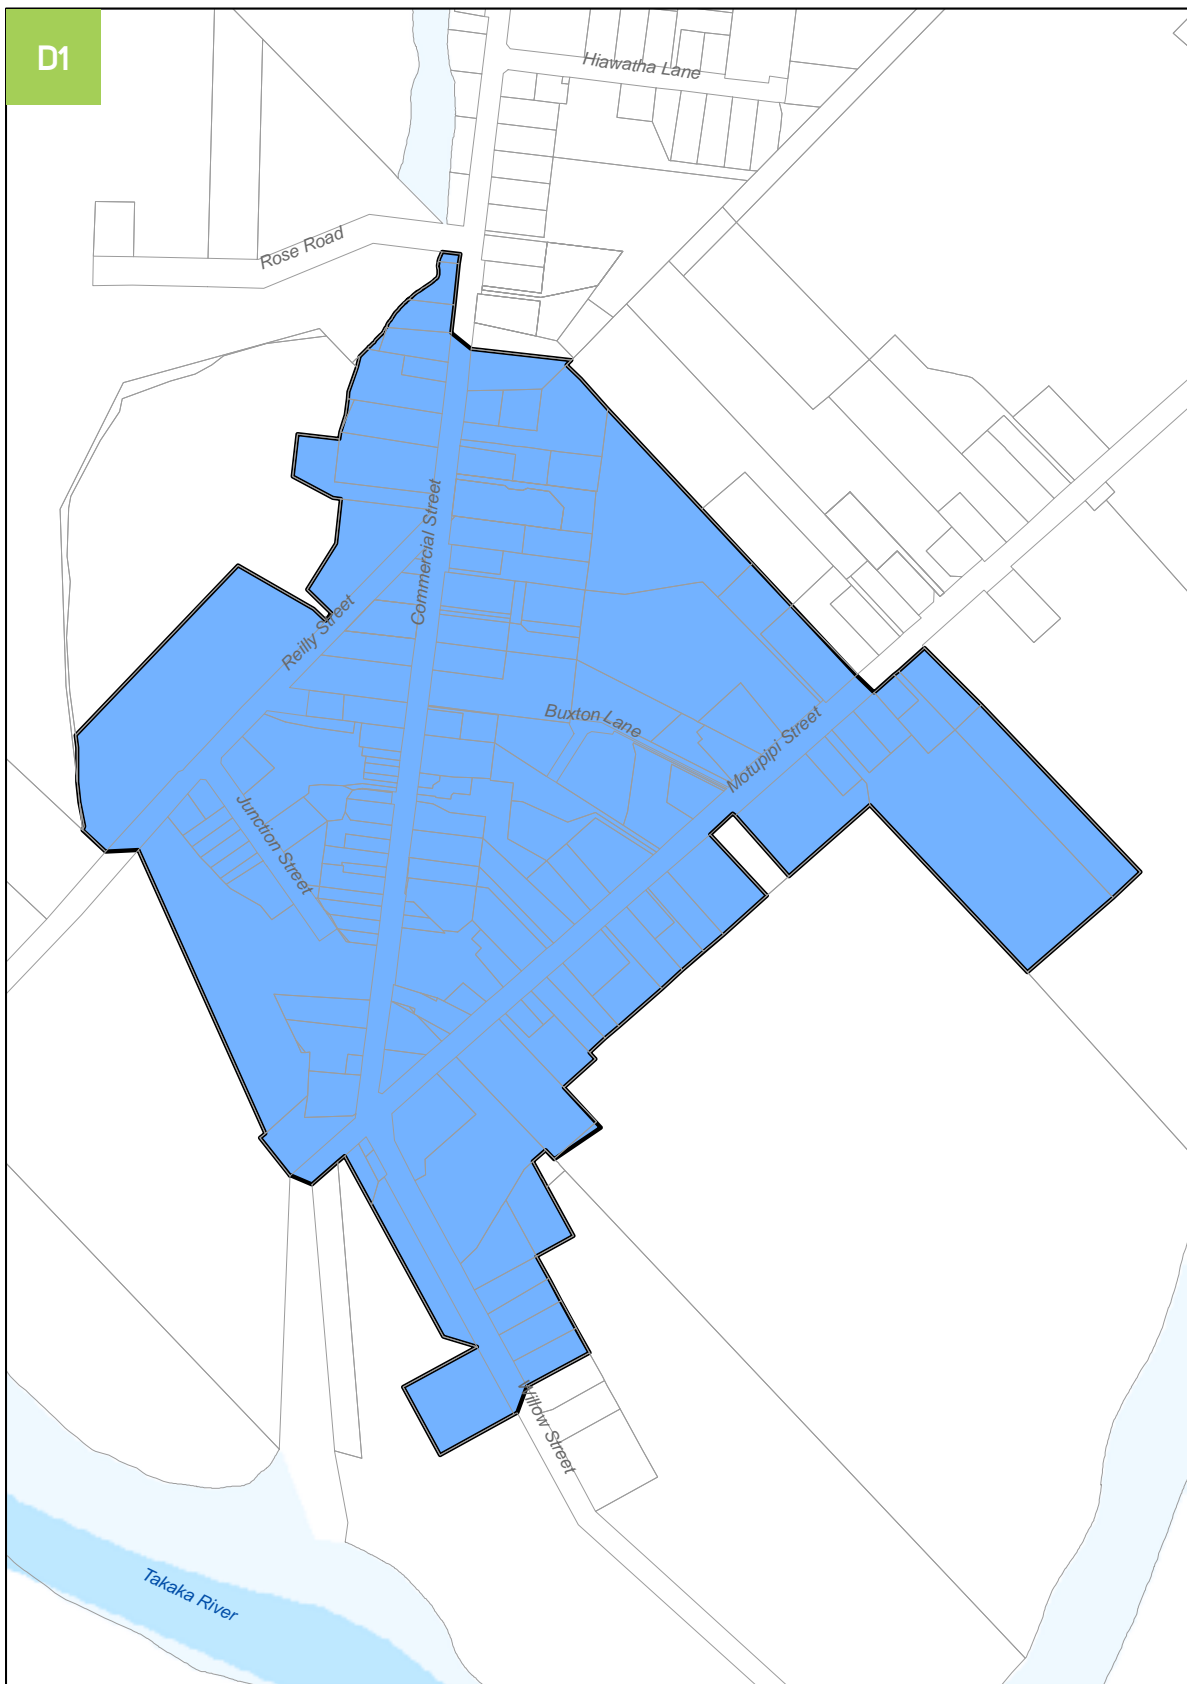 D1
Hiawatha Lane
Rose Road
Commercial Street
Reilly Street
Buxton Lane
Motupipi Street
Junction Street
Willow Street
Takaka River